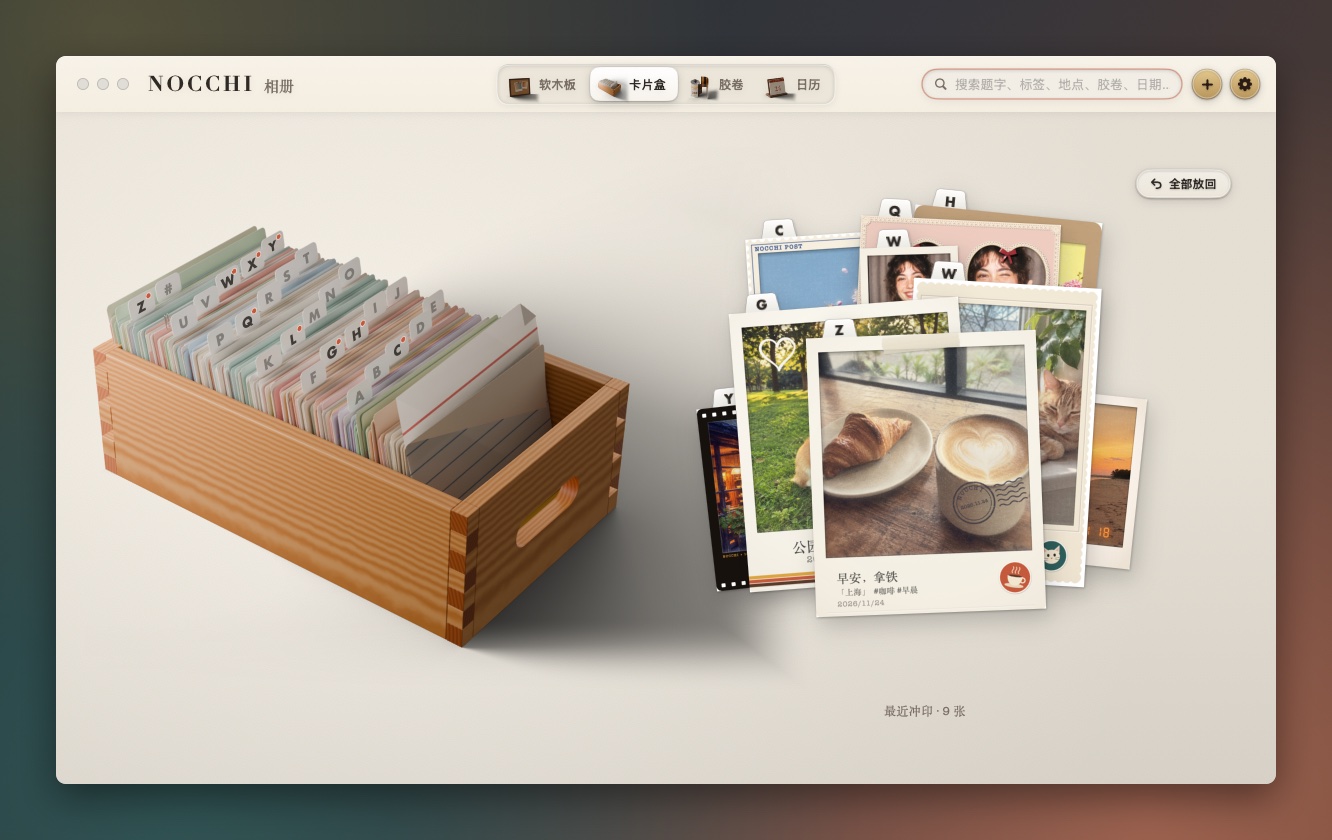 NOCCHI 相册
软木板
卡片盒
胶卷
日历
搜索题字、标签、地点、胶卷、日期..
全部放回
Z
#
U
V
W
X
Y
P
Q
R
S
T
K
L
M
N
O
F
G
H
I
J
A
B
C
D
E
H
Q
C
W
NOCCHI POST
W
G
Z
Y
早安，拿铁
「上海」 #咖啡 #早晨
2026/11/24
18
最近冲印 · 9 张